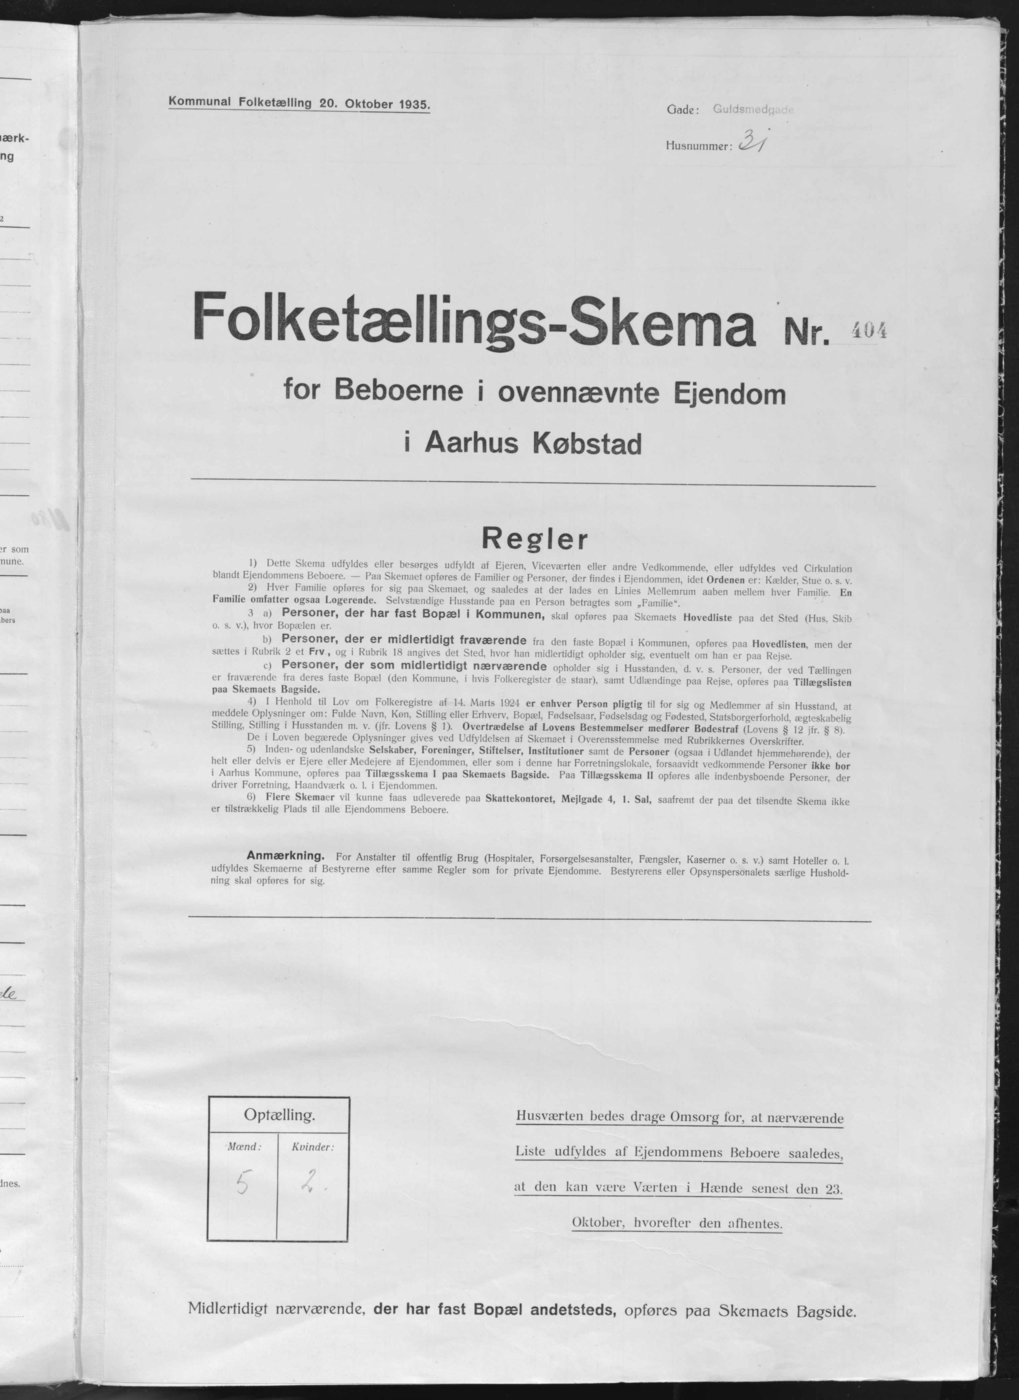 Kommunal Folketælling 20. Oktober 1935.
Gade: Guldsmedgade
Husnummer: 3i
Folketællings-Skema Nr. 404
for Beboerne i ovennævnte Ejendom
i Aarhus Købstad
Regler
1) Dette Skema udfyldes eller besørges udfyldt af Ejeren, Viceværten eller andre Vedkommende, eller udfyldes ved Cirkulation
blandt Ejendommens Beboere. — Paa Skemaet opføres de Familier og Personer, der findes i Ejendommen, idet Ordenen er: Kælder, Stue o. s. v.
2) Hver Familie opføres for sig paa Skemaet, og saaledes at der lades en Linies Mellemrum aaben mellem hver Familie. En
Familie omfatter ogsaa Logerende. Selvstændige Husstande paa en Person betragtes som „Familie“.
3 a) Personer, der har fast Bopæl i Kommunen, skal opføres paa Skemaets Hovedliste paa det Sted (Hus, Skib
o. s. v.), hvor Bopælen er.
b) Personer, der er midlertidigt fraværende fra den faste Bopæl i Kommunen, opføres paa Hovedlisten, men der
sættes i Rubrik 2 et Frv, og i Rubrik 18 angives det Sted, hvor han midlertidigt opholder sig, eventuelt om han er paa Rejse.
c) Personer, der som midlertidigt nærværende opholder sig i Husstanden, d. v. s. Personer, der ved Tællingen
er fraværende fra deres faste Bopæl (den Kommune, i hvis Folkeregister de staar), samt Udlændinge paa Rejse, opføres paa Tillægslisten
paa Skemaets Bagside.
4) I Henhold til Lov om Folkeregistre af 14. Marts 1924 er enhver Person pligtig til for sig og Medlemmer af sin Husstand, at
meddele Oplysninger om: Fulde Navn, Køn, Stilling eller Erhverv, Bopæl, Fødselsaar, Fødselsdag og Fødested, Statsborgerforhold, ægteskabelig
Stilling, Stilling i Husstanden m. v. (jfr. Lovens § 1). Overtrædelse af Lovens Bestemmelser medfører Bødestraf (Lovens § 12 jfr. § 8).
De i Loven begærede Oplysninger gives ved Udfyldelsen af Skemaet i Overensstemmelse med Rubrikkernes Overskrifter.
5) Inden- og udenlandske Selskaber, Foreninger, Stiftelser, Institutioner samt de Personer (ogsaa i Udlandet hjemmehørende), der
helt eller delvis er Ejere eller Medejere af Ejendommen, eller som i denne har Forretningslokale, forsaavidt vedkommende Personer ikke bor
i Aarhus Kommune, opføres paa Tillægsskema I paa Skemaets Bagside. Paa Tillægsskema II opføres alle indenbysboende Personer, der
driver Forretning, Haandværk o. l. i Ejendommen.
6) Flere Skemaer vil kunne faas udleverede paa Skattekontoret, Mejlgade 4, 1. Sal, saafremt der paa det tilsendte Skema ikke
er tilstrækkelig Plads til alle Ejendommens Beboere.
Anmærkning. For Anstalter til offentlig Brug (Hospitaler, Forsørgelsesanstalter, Fængsler, Kaserner o. s. v.) samt Hoteller o. l.
udfyldes Skemaerne af Bestyrerne efter samme Regler som for private Ejendomme. Bestyrerens eller Opsynspersonalets særlige Hushold-
ning skal opføres for sig.
Optælling.
Mænd: Kvinder:
5 2.
Husværten bedes drage Omsorg for, at nærværende
Liste udfyldes af Ejendommens Beboere saaledes,
at den kan være Værten i Hænde senest den 23.
Oktober, hvorefter den afhentes.
Midlertidigt nærværende, der har fast Bopæl andetsteds, opføres paa Skemaets Bagside.